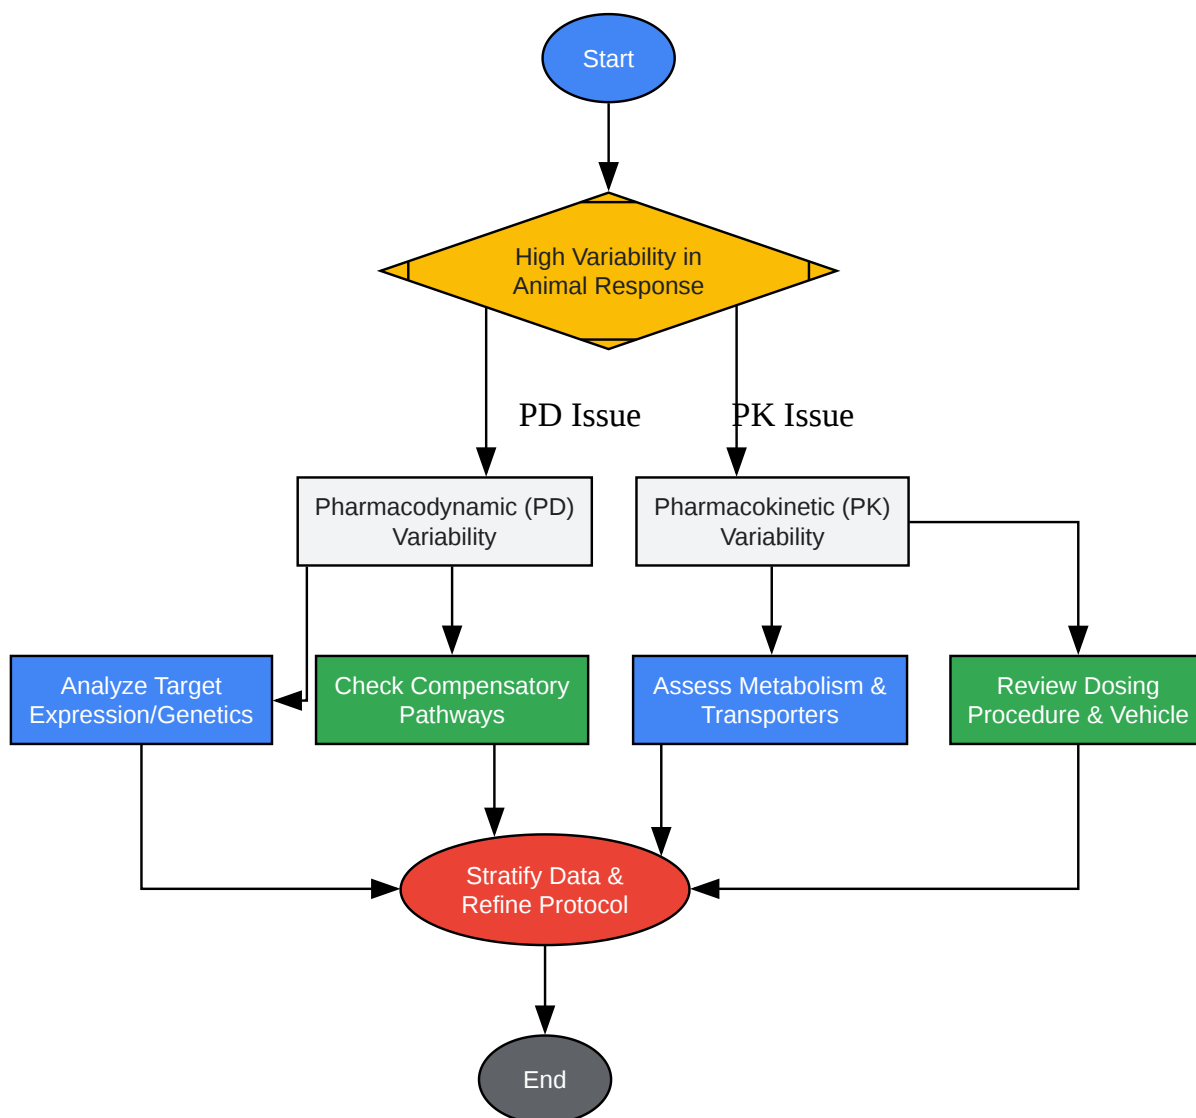 Start
High Variability in
Animal Response
PD Issue
PK Issue
Pharmacodynamic (PD)
Variability
Pharmacokinetic (PK)
Variability
Analyze Target
Expression/Genetics
Check Compensatory
Pathways
Assess Metabolism &
Transporters
Review Dosing
Procedure & Vehicle
Stratify Data &
Refine Protocol
End